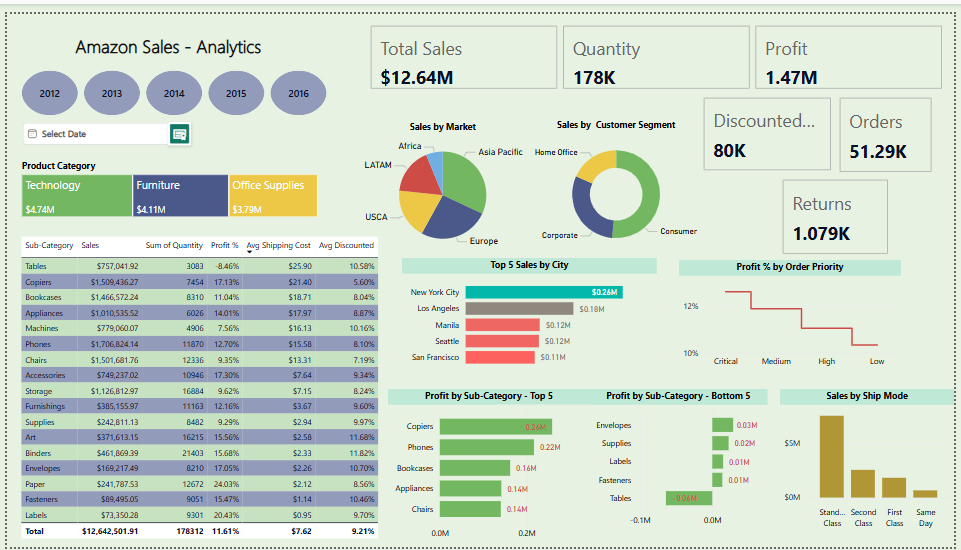 Amazon Sales - Analytics
2012 2013 2014 2015 2016
Select Date
Total Sales
$12.64M
Quantity
178K
Profit
1.47M
Discounted...
80K
Orders
51.29K
Returns
1.079K
Product Category
Technology
$4.74M
Furniture
$4.11M
Office Supplies
$3.79M
Sales by Market
Africa
Asia Pacific
LATAM
USCA
Europe
Sales by Customer Segment
Home Office
Corporate
Consumer
Sub-Category Sales Sum of Quantity Profit % Avg Shipping Cost Avg Discounted
Tables $757,041.92 3083 -8.46% $25.90 10.58%
Copiers $1,509,436.27 7454 17.13% $21.40 5.60%
Bookcases $1,466,572.24 8310 11.04% $18.71 8.04%
Appliances $1,010,535.52 6026 14.01% $17.97 8.87%
Machines $779,060.07 4906 7.56% $16.13 10.16%
Phones $1,706,824.14 11870 12.70% $15.58 8.10%
Chairs $1,501,681.76 12336 9.35% $13.31 7.19%
Accessories $749,237.02 10946 17.30% $7.64 9.34%
Storage $1,126,812.97 16884 9.62% $7.15 8.24%
Furnishings $385,155.97 11163 12.16% $3.67 9.60%
Supplies $242,811.13 8482 9.29% $2.94 9.97%
Art $371,613.15 16215 15.56% $2.58 11.68%
Binders $461,869.39 21403 15.68% $2.33 11.82%
Envelopes $169,217.49 8210 17.05% $2.26 10.70%
Paper $241,787.53 12672 24.03% $2.12 8.56%
Fasteners $89,495.05 9051 15.47% $1.14 10.46%
Labels $73,350.28 9301 20.43% $0.95 9.70%
Total $12,642,501.91 178312 11.61% $7.62 9.21%
Top 5 Sales by City
New York City $0.26M
Los Angeles $0.18M
Manila $0.12M
Seattle $0.12M
San Francisco $0.11M
Profit % by Order Priority
12%
10%
Critical Medium High Low
Profit by Sub-Category - Top 5
Copiers 0.26M
Phones 0.22M
Bookcases 0.16M
Appliances 0.14M
Chairs 0.14M
0.0M 0.2M
Profit by Sub-Category - Bottom 5
Envelopes 0.03M
Supplies 0.02M
Labels 0.01M
Fasteners 0.01M
Tables -0.06M
-0.1M 0.0M
Sales by Ship Mode
$5M
$0M
Stand... Second First Same
Class Class Class Day